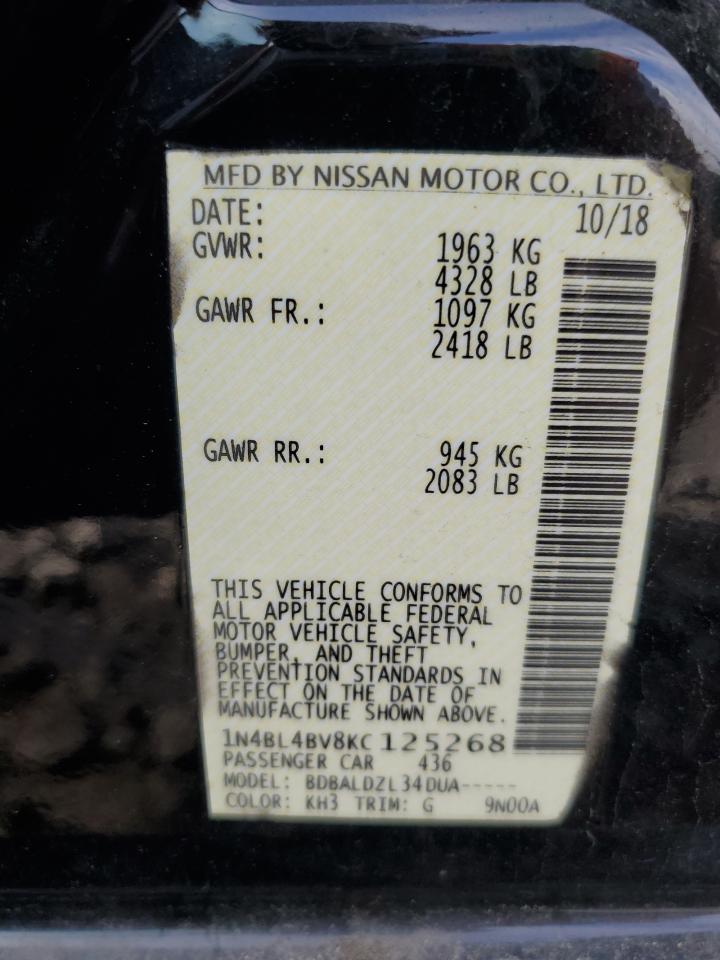 MFD BY NISSAN MOTOR CO., LTD.
DATE: 10/18
GVWR: 1963 KG
4328 LB
GAWR FR.: 1097 KG
2418 LB
GAWR RR.: 945 KG
2083 LB
THIS VEHICLE CONFORMS TO
ALL APPLICABLE FEDERAL
MOTOR VEHICLE SAFETY,
BUMPER, AND THEFT
PREVENTION STANDARDS IN
EFFECT ON THE DATE OF
MANUFACTURE SHOWN ABOVE.
1N4BL4BV8KC125268
PASSENGER CAR 436
MODEL: BDBALDZL34DUA-----
COLOR: KH3 TRIM: G 9N00A